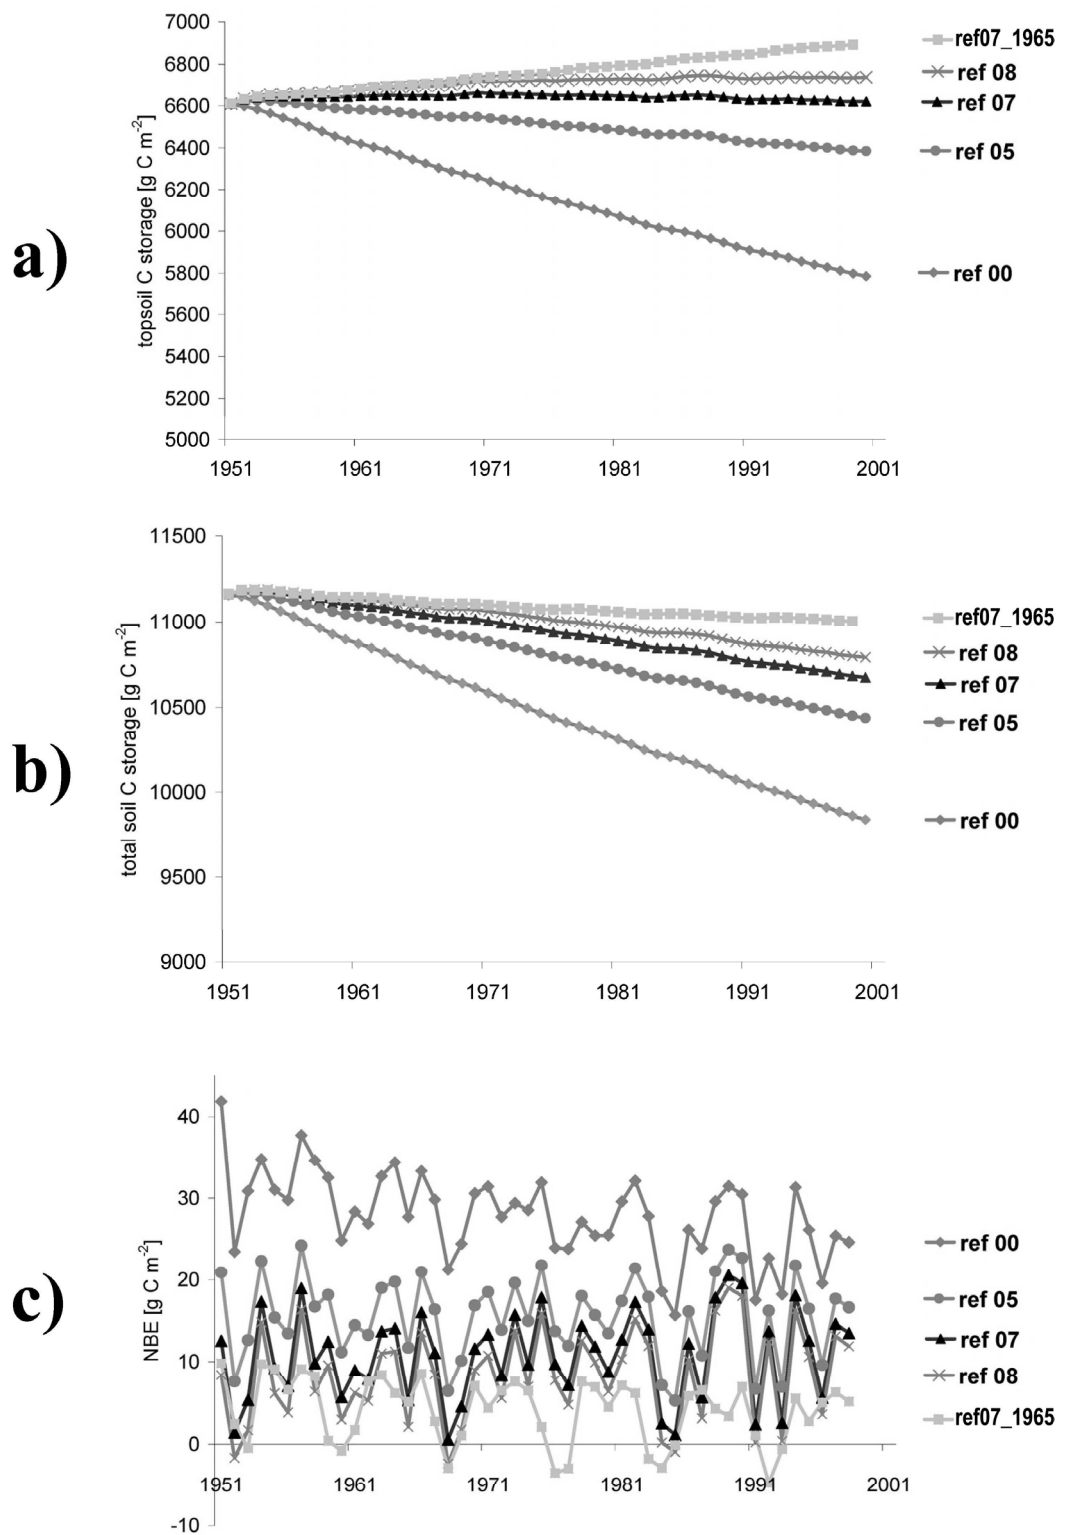 a)
topsoil C storage [g C m⁻²]
7000
6800
6600
6400
6200
6000
5800
5600
5400
5200
5000
1951 1961 1971 1981 1991 2001
ref07_1965
ref 08
ref 07
ref 05
ref 00
b)
total soil C storage [g C m⁻²]
11500
11000
10500
10000
9500
9000
1951 1961 1971 1981 1991 2001
ref07_1965
ref 08
ref 07
ref 05
ref 00
c)
NBE [g C m⁻²]
40
30
20
10
0
-10
1951 1961 1971 1981 1991 2001
ref 00
ref 05
ref 07
ref 08
ref07_1965